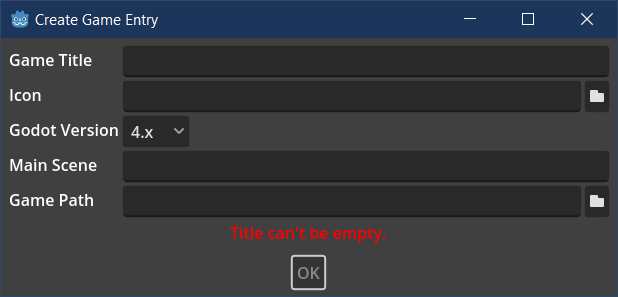 Create Game Entry
Game Title
Icon
Godot Version 4.x
Main Scene
Game Path
Title can't be empty.
OK